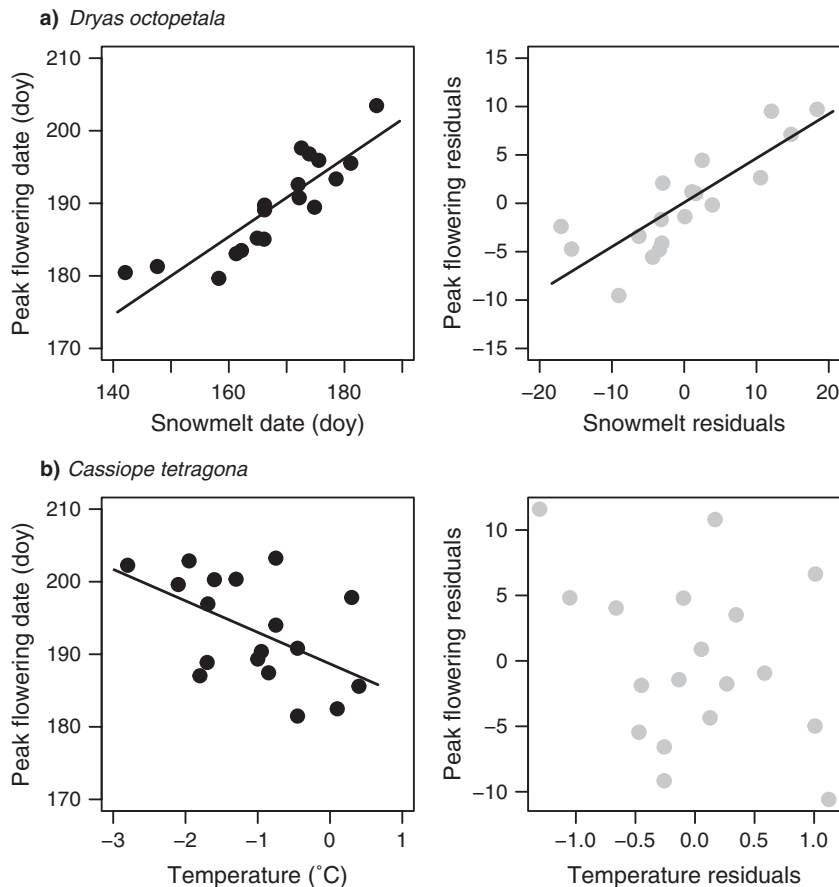 a) Dryas octopetala
210
200
190
180
170
Peak flowering date (doy)
140 160 180
Snowmelt date (doy)
15
10
5
0
−5
−10
−15
Peak flowering residuals
−20 −10 0 10 20
Snowmelt residuals
b) Cassiope tetragona
210
200
190
180
170
Peak flowering date (doy)
−3 −2 −1 0 1
Temperature (˚C)
10
5
0
−5
−10
Peak flowering residuals
−1.0 −0.5 0.0 0.5 1.0
Temperature residuals